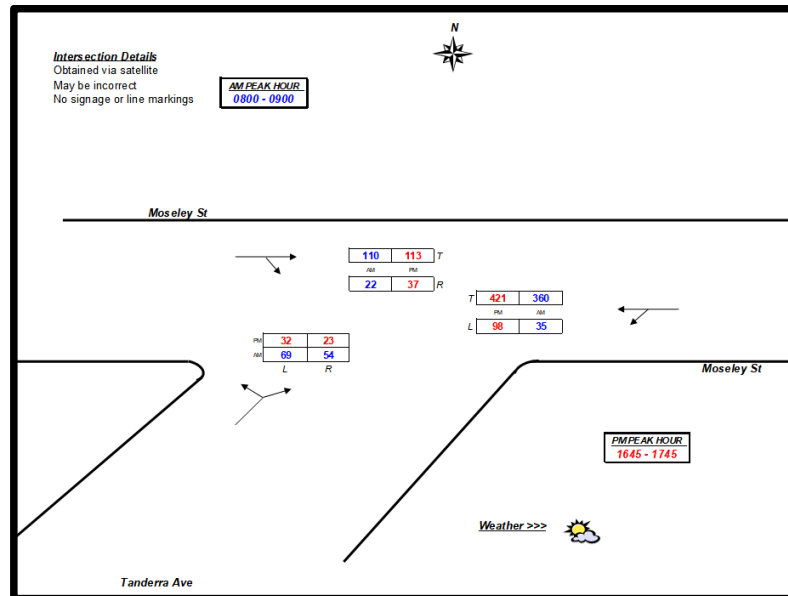 N
Intersection Details
Obtained via satellite
May be incorrect
No signage or line markings
AM PEAK HOUR
0800 - 0900
Moseley St
110 113 T
AM PM
22 37 R
T 421 360
PM AM
L 98 35
PM 32 23
AM 69 54
L R
Moseley St
PM PEAK HOUR
1645 - 1745
Weather >>>
Tanderra Ave